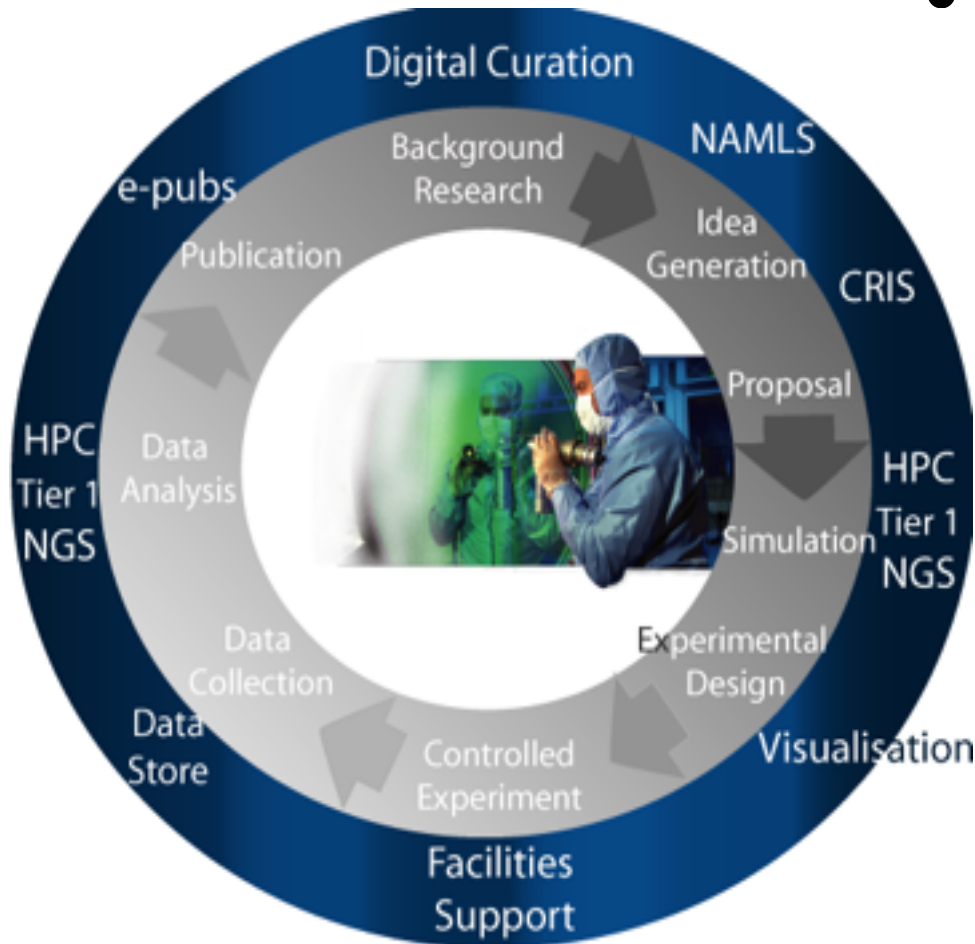 Digital Curation
NAMLS
CRIS
HPC
Tier 1
NGS
Visualisation
Facilities
Support
Data
Store
HPC
Tier 1
NGS
e-pubs
Background
Research
Idea
Generation
Proposal
Simulation
Experimental
Design
Controlled
Experiment
Data
Collection
Data
Analysis
Publication